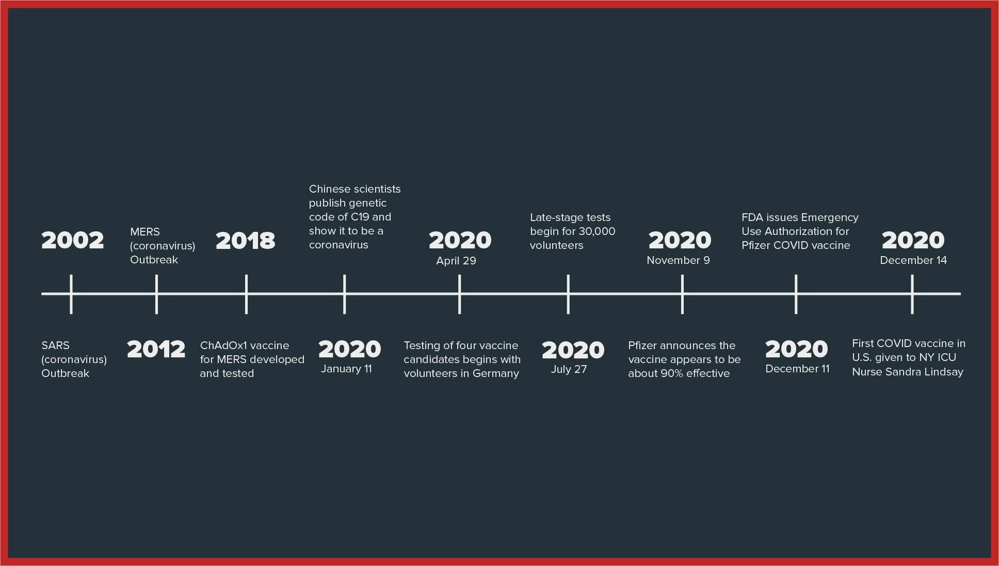 2002
SARS
(coronavirus)
Outbreak
MERS
(coronavirus)
Outbreak
2012
2018
ChAdOx1 vaccine
for MERS developed
and tested
Chinese scientists
publish genetic
code of C19 and
show it to be a
coronavirus
2020
January 11
2020
April 29
Testing of four vaccine
candidates begins with
volunteers in Germany
Late-stage tests
begin for 30,000
volunteers
2020
July 27
2020
November 9
Pfizer announces the
vaccine appears to be
about 90% effective
FDA issues Emergency
Use Authorization for
Pfizer COVID vaccine
2020
December 11
2020
December 14
First COVID vaccine in
U.S. given to NY ICU
Nurse Sandra Lindsay